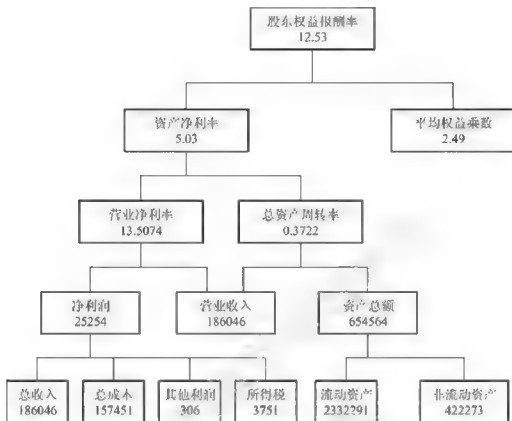 股东权益报酬率
12.53
资产净利率
5.03
平均权益乘数
2.49
营业净利率
13.5074
总资产周转率
0.3722
净利润
25254
营业收入
186046
资产总额
654564
总收入
186046
总成本
157451
其他利润
306
所得税
3751
流动资产
2332291
非流动资产
422273